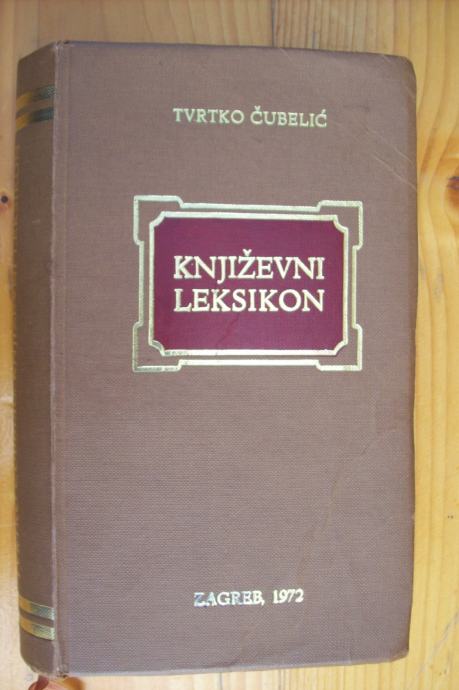 TVRTKO ČUBELIĆ
KNJIŽEVNI
LEKSIKON
ZAGREB, 1972